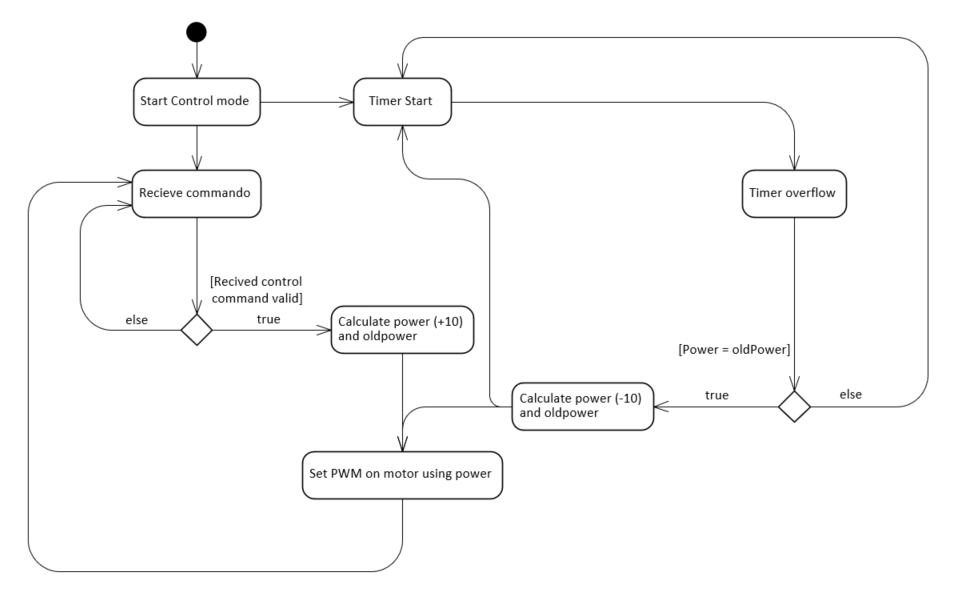 Start Control mode
Timer Start
Recieve commando
Timer overflow
[Recived control
command valid]
else
true
Calculate power (+10)
and oldpower
[Power = oldPower]
Calculate power (-10)
and oldpower
true
else
Set PWM on motor using power